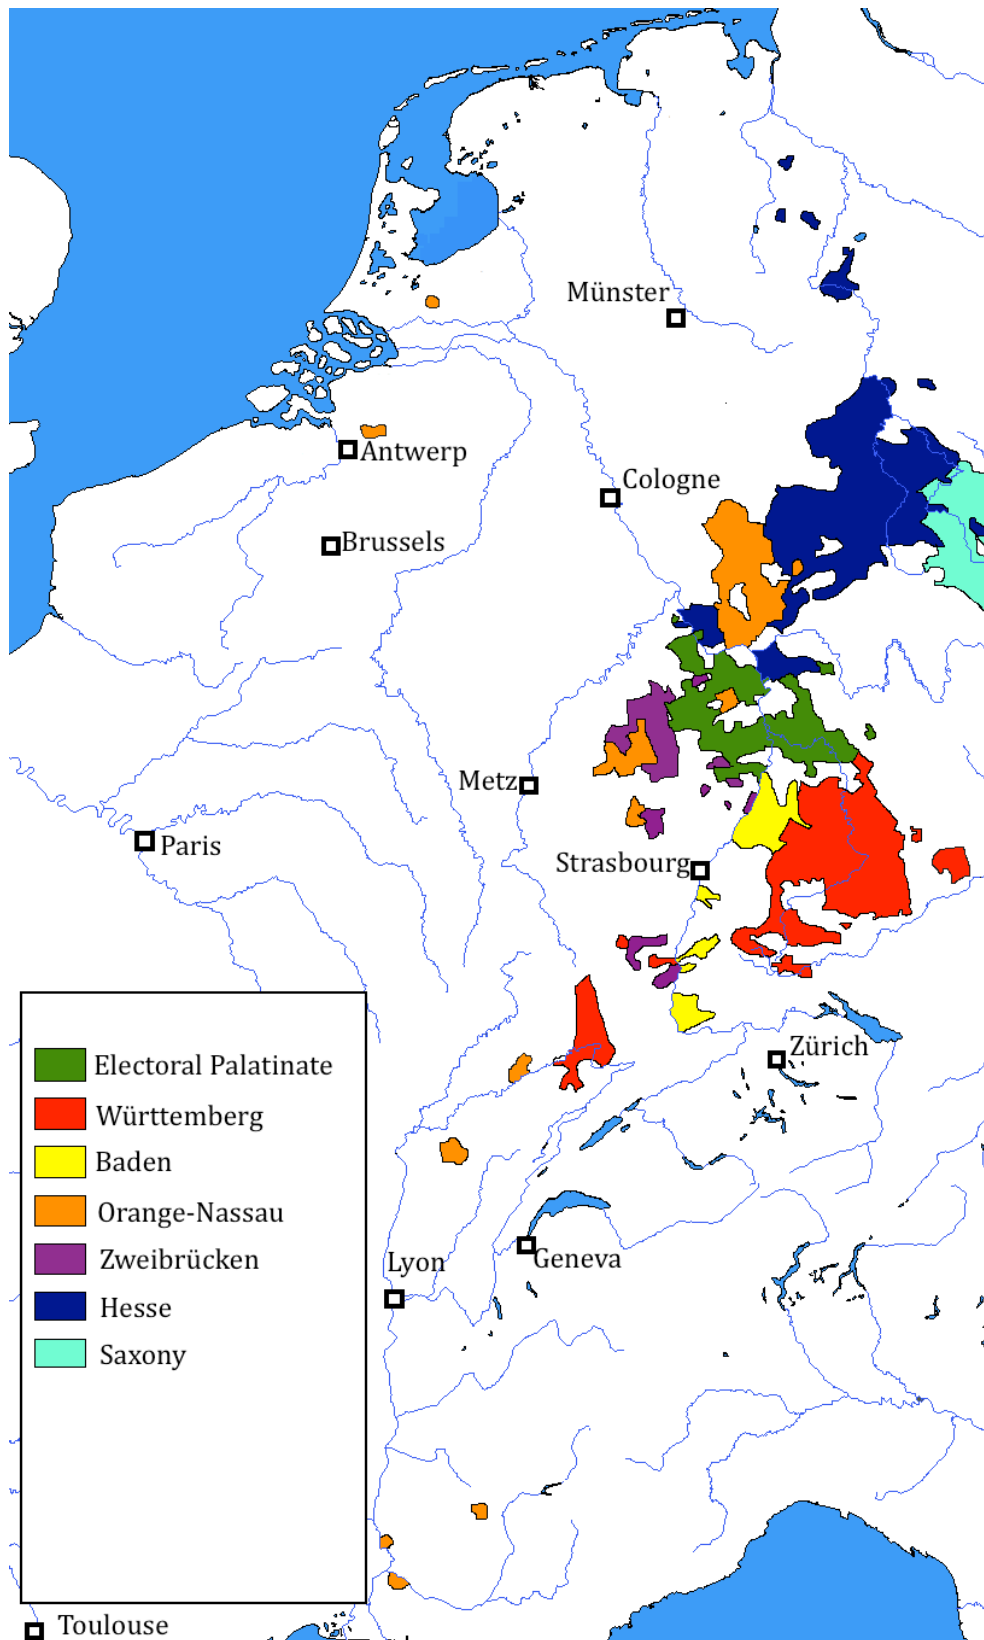 Münster
Antwerp
Cologne
Brussels
Metz
Paris
Strasbourg
Zürich
Electoral Palatinate
Württemberg
Baden
Orange-Nassau
Zweibrücken
Hesse
Saxony
Geneva
Lyon
Toulouse